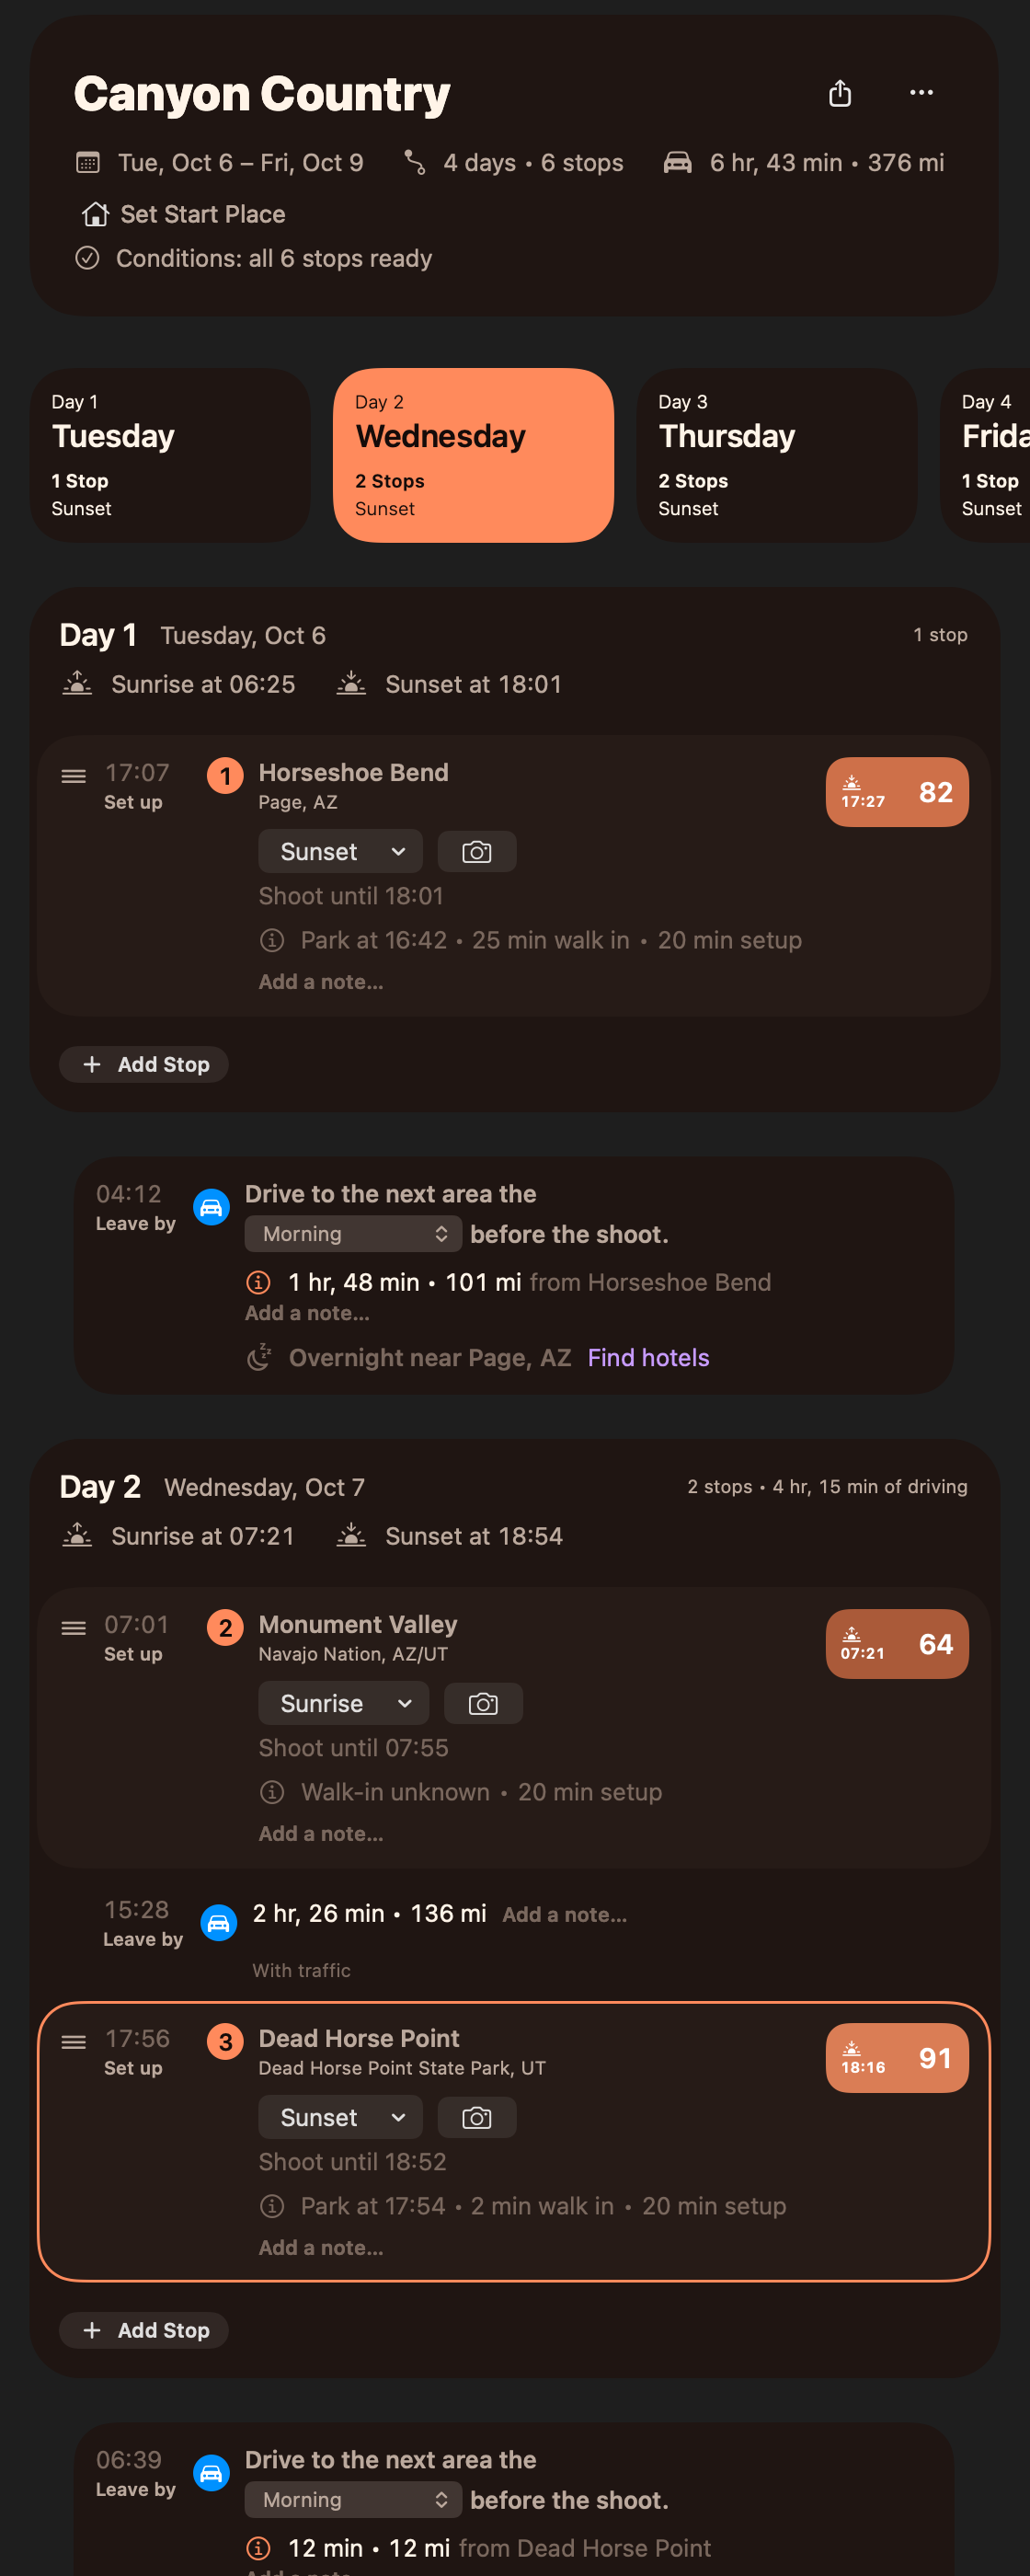 Canyon Country
Tue, Oct 6 – Fri, Oct 9
4 days • 6 stops
6 hr, 43 min • 376 mi
Set Start Place
Conditions: all 6 stops ready
Day 1
Tuesday
1 Stop
Sunset
Day 2
Wednesday
2 Stops
Sunset
Day 3
Thursday
2 Stops
Sunset
Day 4
Frida
1 Stop
Sunset
Day 1 Tuesday, Oct 6
1 stop
Sunrise at 06:25
Sunset at 18:01
17:07
Set up
1
Horseshoe Bend
Page, AZ
17:27
82
Sunset
Shoot until 18:01
Park at 16:42 • 25 min walk in • 20 min setup
Add a note...
+ Add Stop
04:12
Leave by
Drive to the next area the
Morning before the shoot.
1 hr, 48 min • 101 mi from Horseshoe Bend
Add a note...
Overnight near Page, AZ Find hotels
Day 2 Wednesday, Oct 7
2 stops • 4 hr, 15 min of driving
Sunrise at 07:21
Sunset at 18:54
07:01
Set up
2
Monument Valley
Navajo Nation, AZ/UT
07:21
64
Sunrise
Shoot until 07:55
Walk-in unknown • 20 min setup
Add a note...
15:28
Leave by
2 hr, 26 min • 136 mi Add a note...
With traffic
17:56
Set up
3
Dead Horse Point
Dead Horse Point State Park, UT
18:16
91
Sunset
Shoot until 18:52
Park at 17:54 • 2 min walk in • 20 min setup
Add a note...
+ Add Stop
06:39
Leave by
Drive to the next area the
Morning before the shoot.
12 min • 12 mi from Dead Horse Point